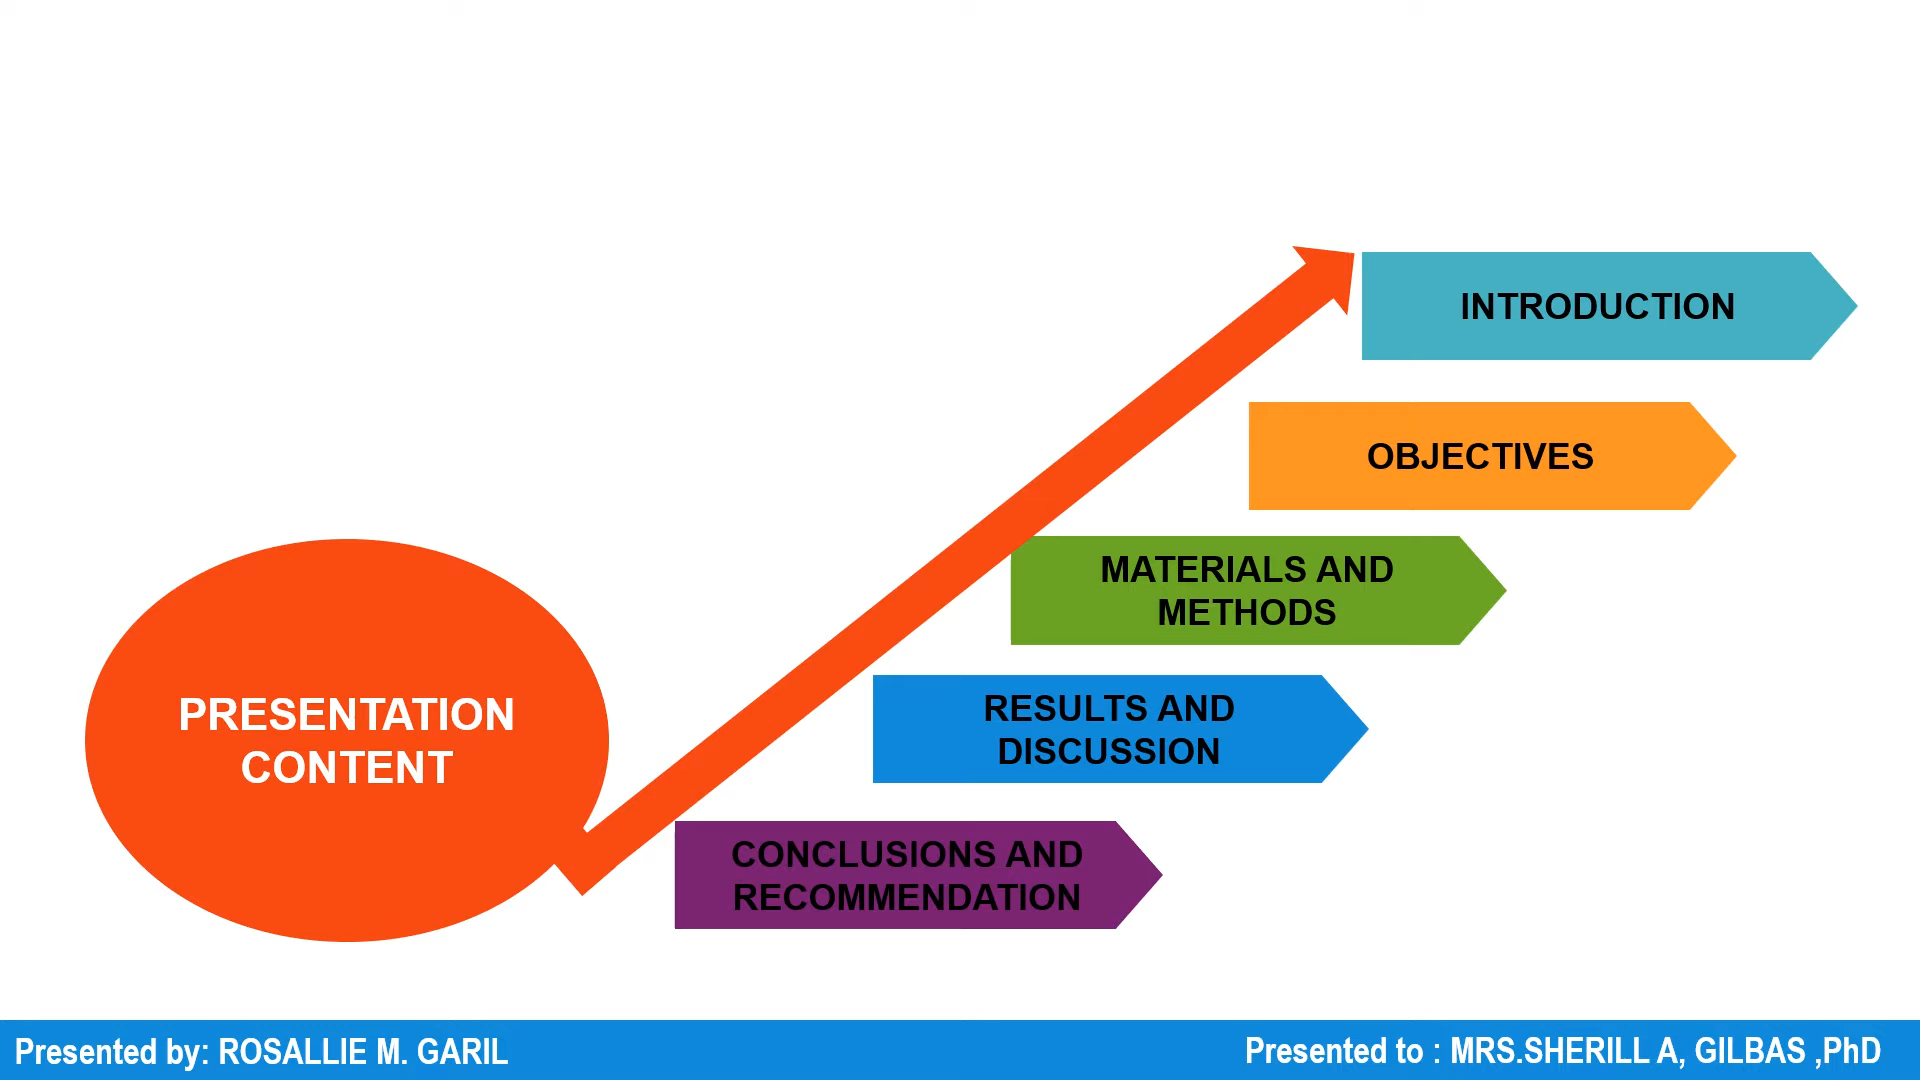 INTRODUCTION
OBJECTIVES
MATERIALS AND
METHODS
RESULTS AND
DISCUSSION
PRESENTATION
CONTENT
CONCLUSIONS AND
RECOMMENDATION
Presented by: ROSALLIE M. GARIL
Presented to : MRS.SHERILL A, GILBAS ,PhD